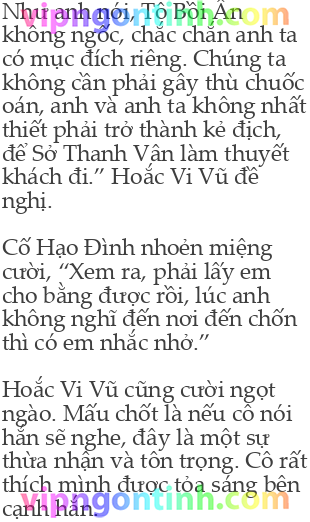 Như anh nói, Tô Bồi Ân
không ngốc, chắc chắn anh ta
có mục đích riêng. Chúng ta
không cần phải gây thù chuốc
oán, anh và anh ta không nhất
thiết phải trở thành kẻ địch,
để Sở Thanh Vân làm thuyết
khách đi.” Hoắc Vi Vũ đề
nghị.
Cố Hạo Đình nhoẻn miệng
cười, “Xem ra, phải lấy em
cho bằng được rồi, lúc anh
không nghĩ đến nơi đến chốn
thì có em nhắc nhở.”
Hoắc Vi Vũ cũng cười ngọt
ngào. Mấu chốt là nếu cô nói
hắn sẽ nghe, đây là một sự
thừa nhận và tôn trọng. Cô rất
thích mình được tỏa sáng bên
cạnh hắn.
vipngontinh.com
vipngontinh.com